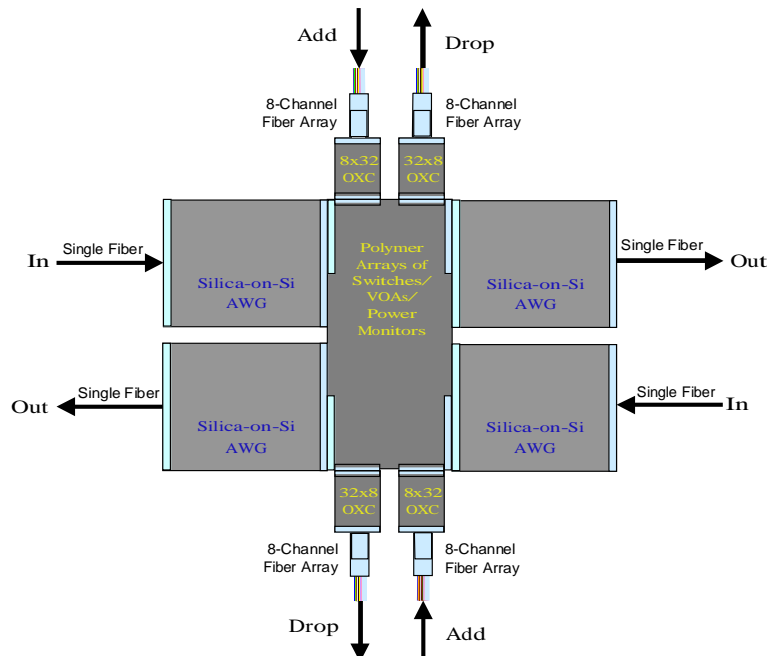 Add
Drop
8-Channel
Fiber Array
8-Channel
Fiber Array
8x32
OXC
32x8
OXC
In
Single Fiber
Silica-on-Si
AWG
Polymer
Arrays of
Switches/
VOAs/
Power
Monitors
Silica-on-Si
AWG
Single Fiber
Out
Out
Single Fiber
Silica-on-Si
AWG
Silica-on-Si
AWG
Single Fiber
In
32x8
OXC
8x32
OXC
8-Channel
Fiber Array
8-Channel
Fiber Array
Drop
Add